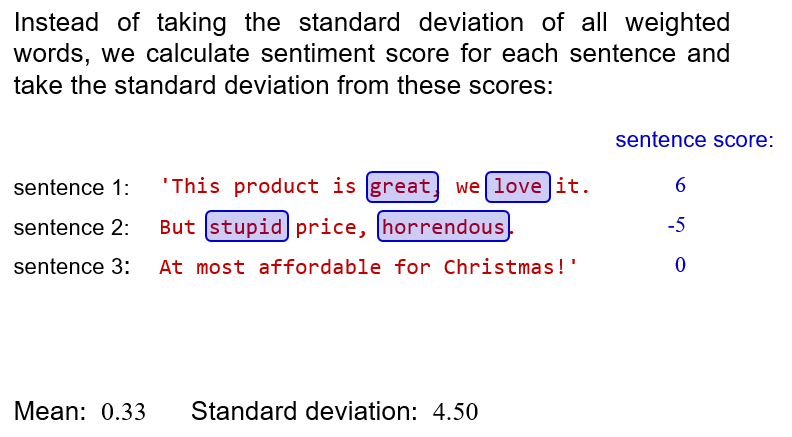 Instead of taking the standard deviation of all weighted
words, we calculate sentiment score for each sentence and
take the standard deviation from these scores:
sentence score:
sentence 1: 'This product is great, we love it. 6
sentence 2: But stupid price, horrendous. -5
sentence 3: At most affordable for Christmas!' 0
Mean: 0.33 Standard deviation: 4.50